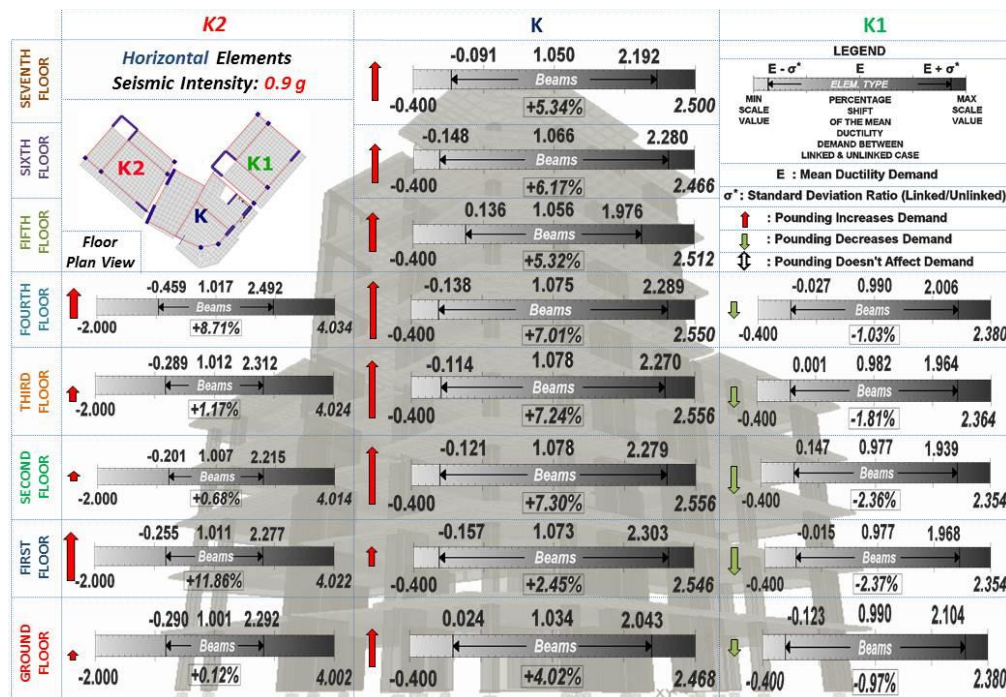 K2 K K1
SEVENTH FLOOR
Horizontal Elements
Seismic Intensity: 0.9 g
-0.091 1.050 2.192
Beams
-0.400 +5.34% 2.500
LEGEND
E - σ* E E + σ*
ELEM. TYPE
MIN SCALE VALUE
PERCENTAGE SHIFT OF THE MEAN DUCTILITY DEMAND BETWEEN LINKED & UNLINKED CASE
MAX SCALE VALUE
E : Mean Ductility Demand
σ*: Standard Deviation Ratio (Linked/Unlinked)
: Pounding Increases Demand
: Pounding Decreases Demand
: Pounding Doesn't Affect Demand
K2
K1
K
Floor
Plan View
SIXTH FLOOR
-0.148 1.066 2.280
Beams
-0.400 +6.17% 2.466
FIFTH FLOOR
0.136 1.056 1.976
Beams
-0.400 +5.32% 2.512
FOURTH FLOOR
-0.459 1.017 2.492
Beams
-2.000 +8.71% 4.034
-0.138 1.075 2.289
Beams
-0.400 +7.01% 2.550
-0.027 0.990 2.006
Beams
-0.400 -1.03% 2.380
THIRD FLOOR
-0.289 1.012 2.312
Beams
-2.000 +1.17% 4.024
-0.114 1.078 2.270
Beams
-0.400 +7.24% 2.556
0.001 0.982 1.964
Beams
-0.400 -1.81% 2.364
SECOND FLOOR
-0.201 1.007 2.215
Beams
-2.000 +0.68% 4.014
-0.121 1.078 2.279
Beams
-0.400 +7.30% 2.556
0.147 0.977 1.939
Beams
-0.400 -2.36% 2.354
FIRST FLOOR
-0.255 1.011 2.277
Beams
-2.000 +11.86% 4.022
-0.157 1.073 2.303
Beams
-0.400 +2.45% 2.546
-0.015 0.977 1.968
Beams
-0.400 -2.37% 2.354
GROUND FLOOR
-0.290 1.001 2.292
Beams
-2.000 +0.12% 4.002
0.024 1.034 2.043
Beams
-0.400 +4.02% 2.468
-0.123 0.990 2.104
Beams
-0.400 -0.97% 2.380